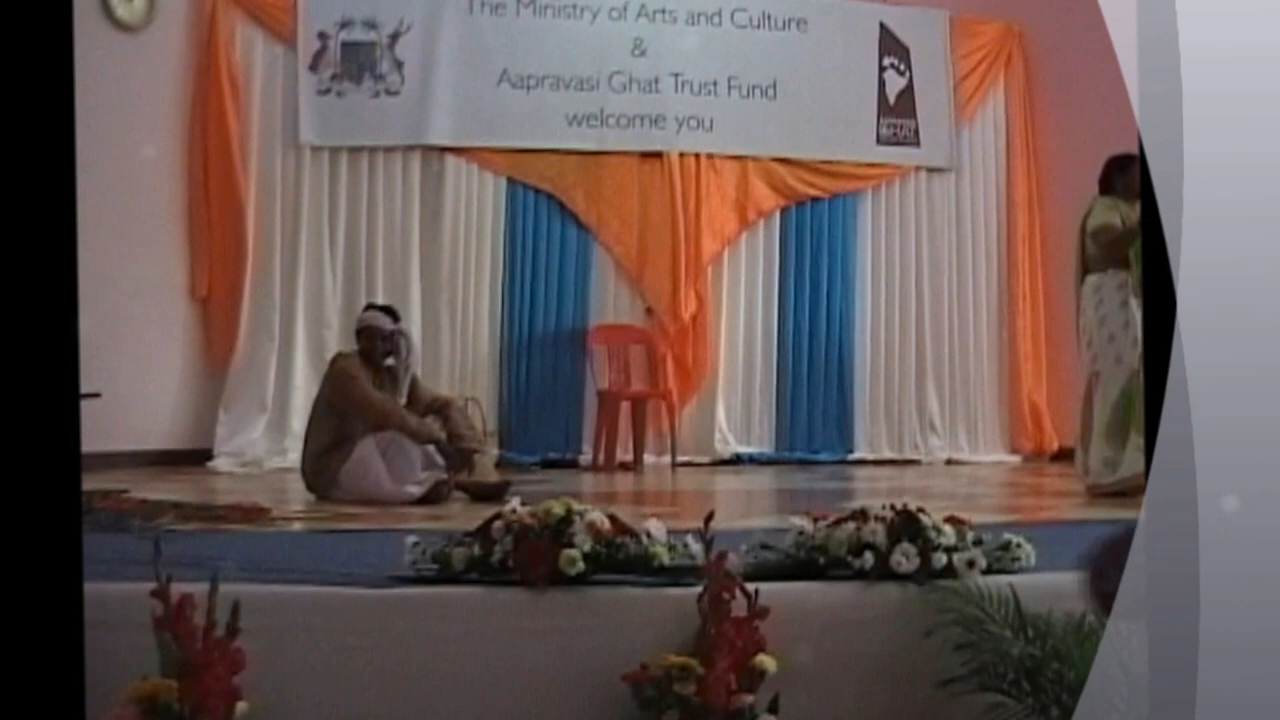 The Ministry of Arts and Culture
&
Aapravasi Ghat Trust Fund
welcome you